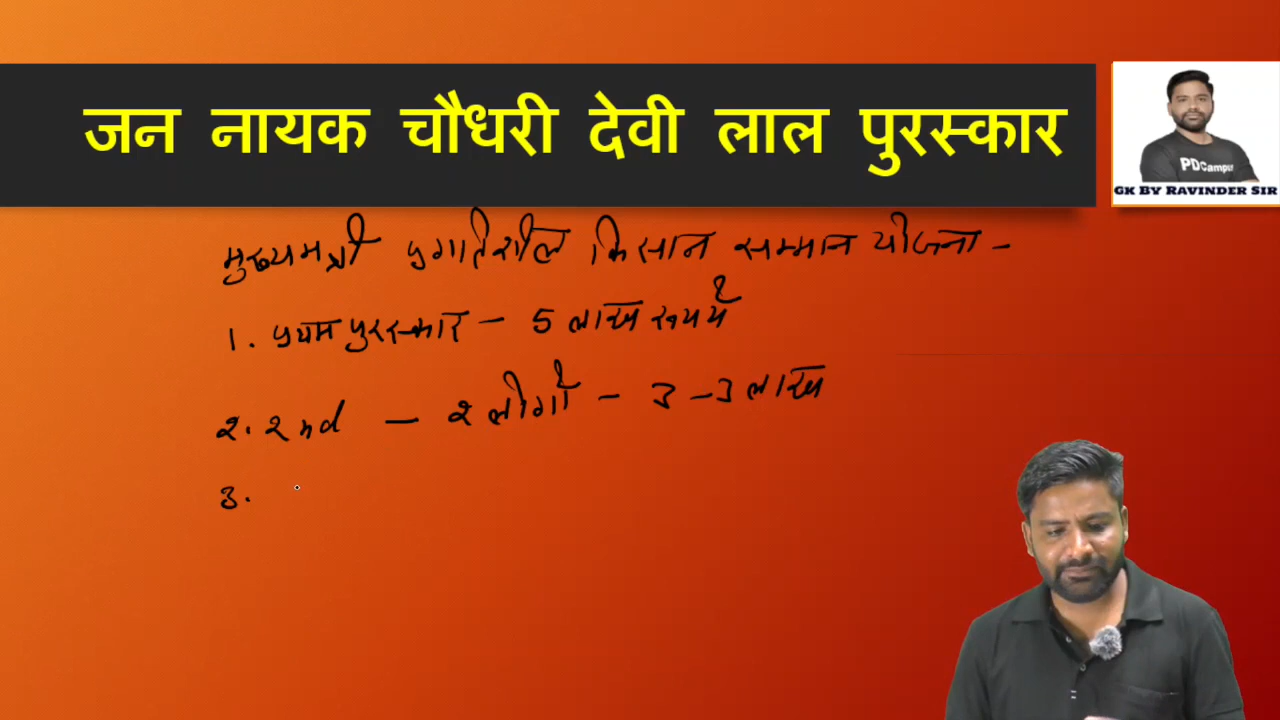 जन नायक चौधरी देवी लाल पुरस्कार
PDCampus
GK BY RAVINDER SIR
मुख्यमंत्री प्रगतिशील किसान सम्मान योजना -
1. प्रथम पुरस्कार - 5 लाख रुपये
2. 2nd - 2 लोगों - 3-3 लाख
3.